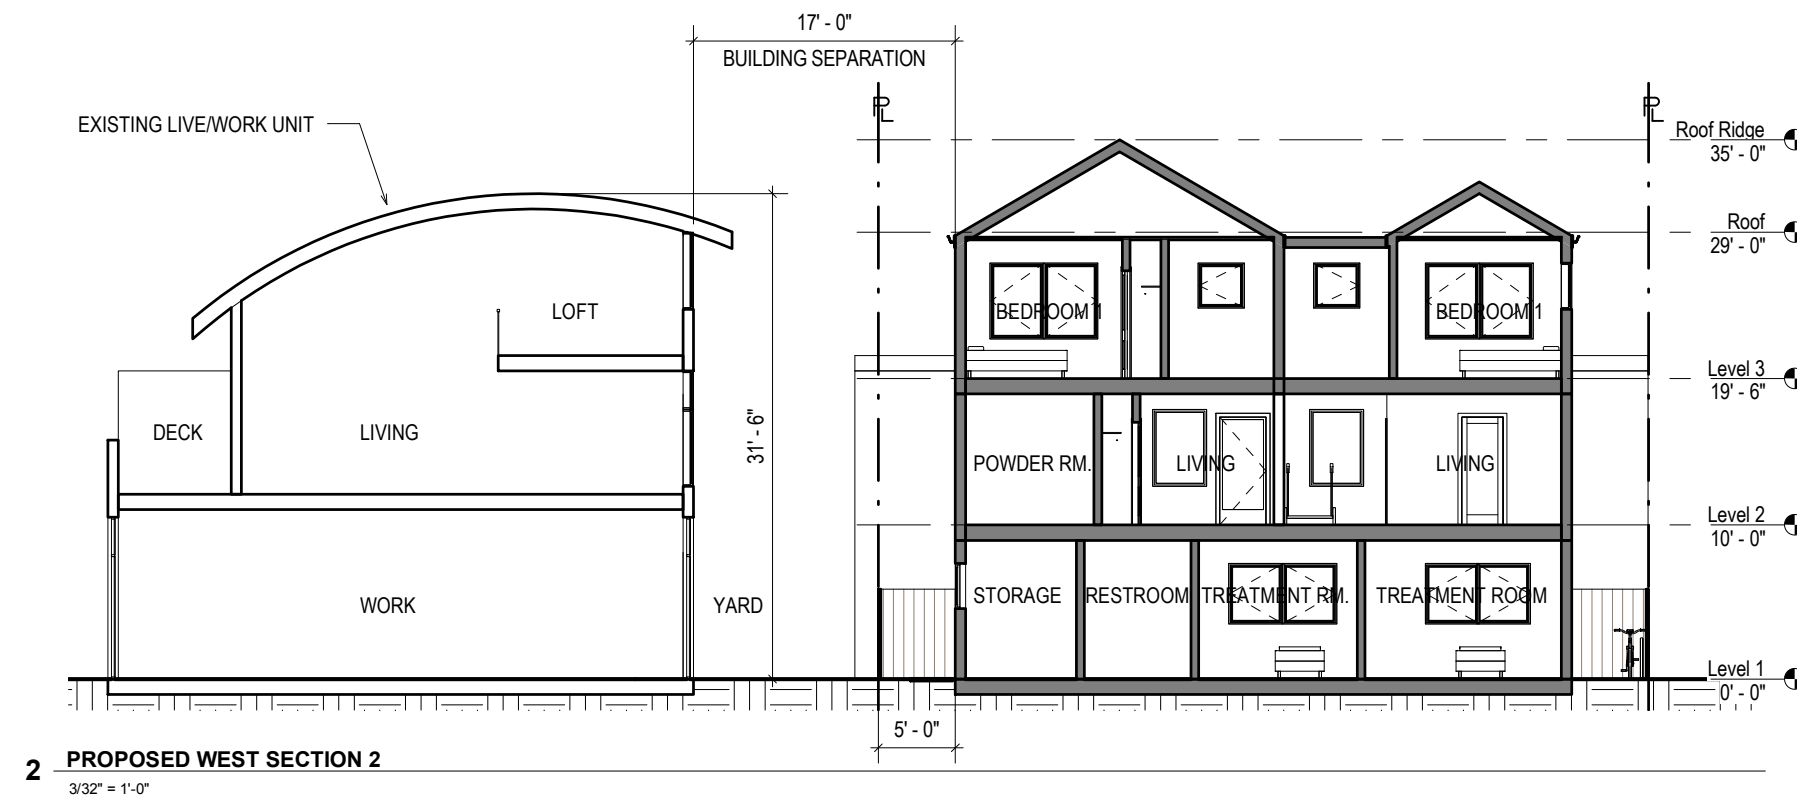 17' - 0"
BUILDING SEPARATION
PL
PL
EXISTING LIVE/WORK UNIT
Roof Ridge
35' - 0"
Roof
29' - 0"
LOFT
BEDROOM 1
BEDROOM 1
Level 3
19' - 6"
DECK
LIVING
31' - 6"
POWDER RM.
LIVING
LIVING
Level 2
10' - 0"
WORK
YARD
STORAGE
RESTROOM
TREATMENT RM.
TREATMENT ROOM
Level 1
0' - 0"
5' - 0"
2 PROPOSED WEST SECTION 2
3/32" = 1'-0"